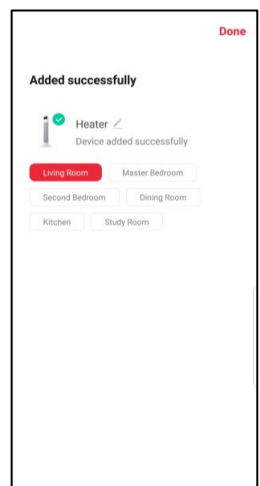 Done
Added successfully
Heater
Device added successfully
Living Room Master Bedroom
Second Bedroom Dining Room
Kitchen Study Room